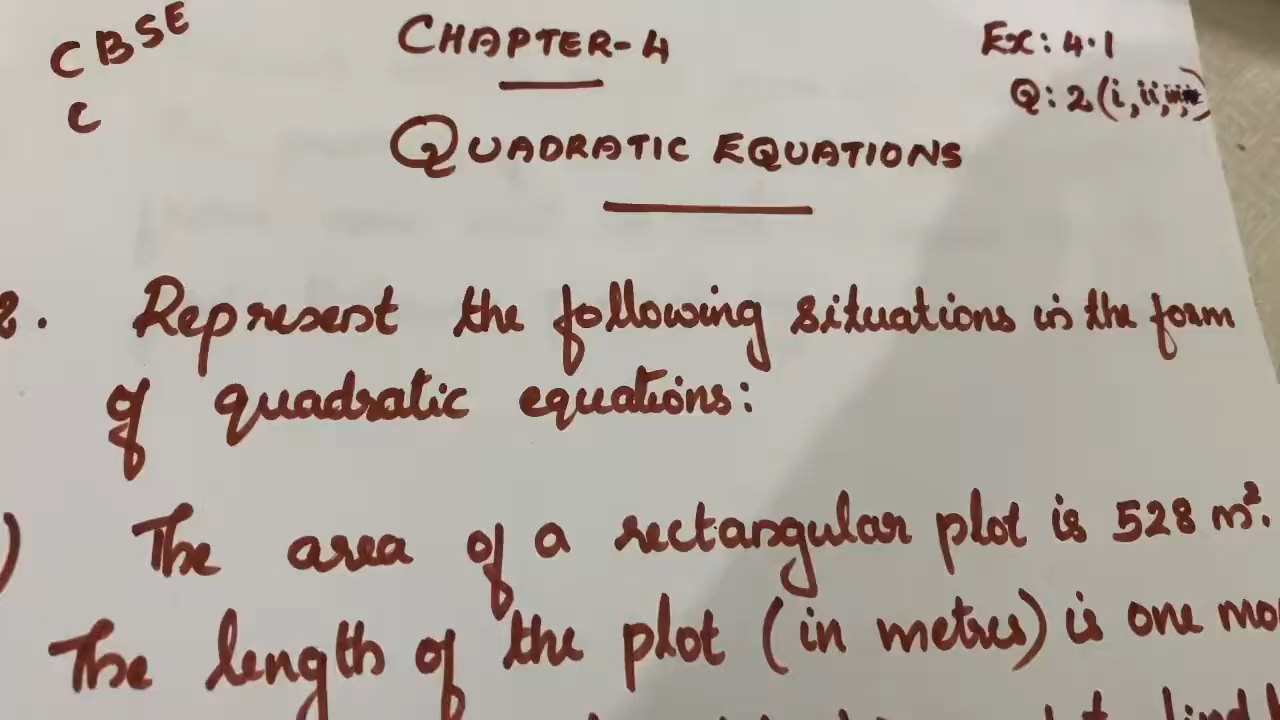 CBSE
C
CHAPTER-4
Ex: 4.1
Q: 2(i,ii,
QUADRATIC EQUATIONS
2. Represent the following situations in the form
of quadratic equations:
) The area of a rectangular plot is 528 m².
The length of the plot (in metres) is one mo